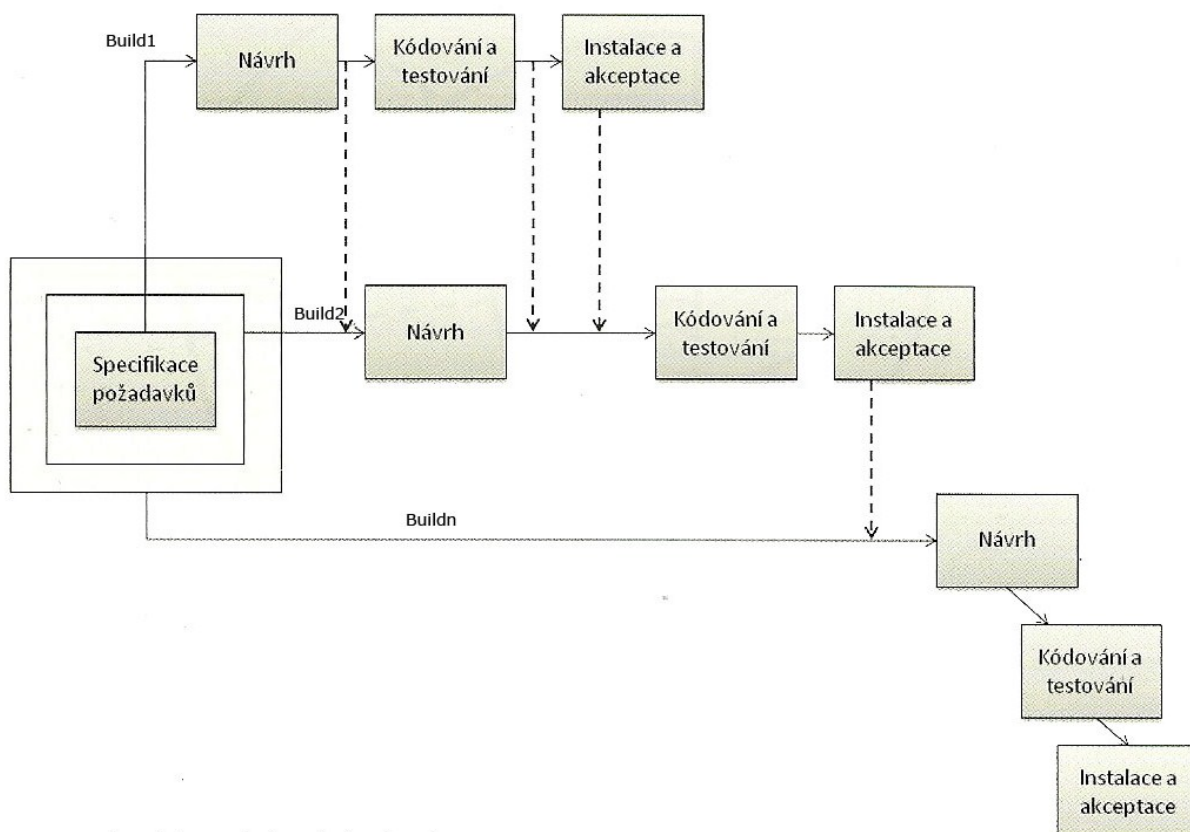 Build1
Návrh
Kódování a
testování
Instalace a
akceptace
Specifikace
požadavků
Build2
Návrh
Kódování a
testování
Instalace a
akceptace
Buildn
Návrh
Kódování a
testování
Instalace a
akceptace